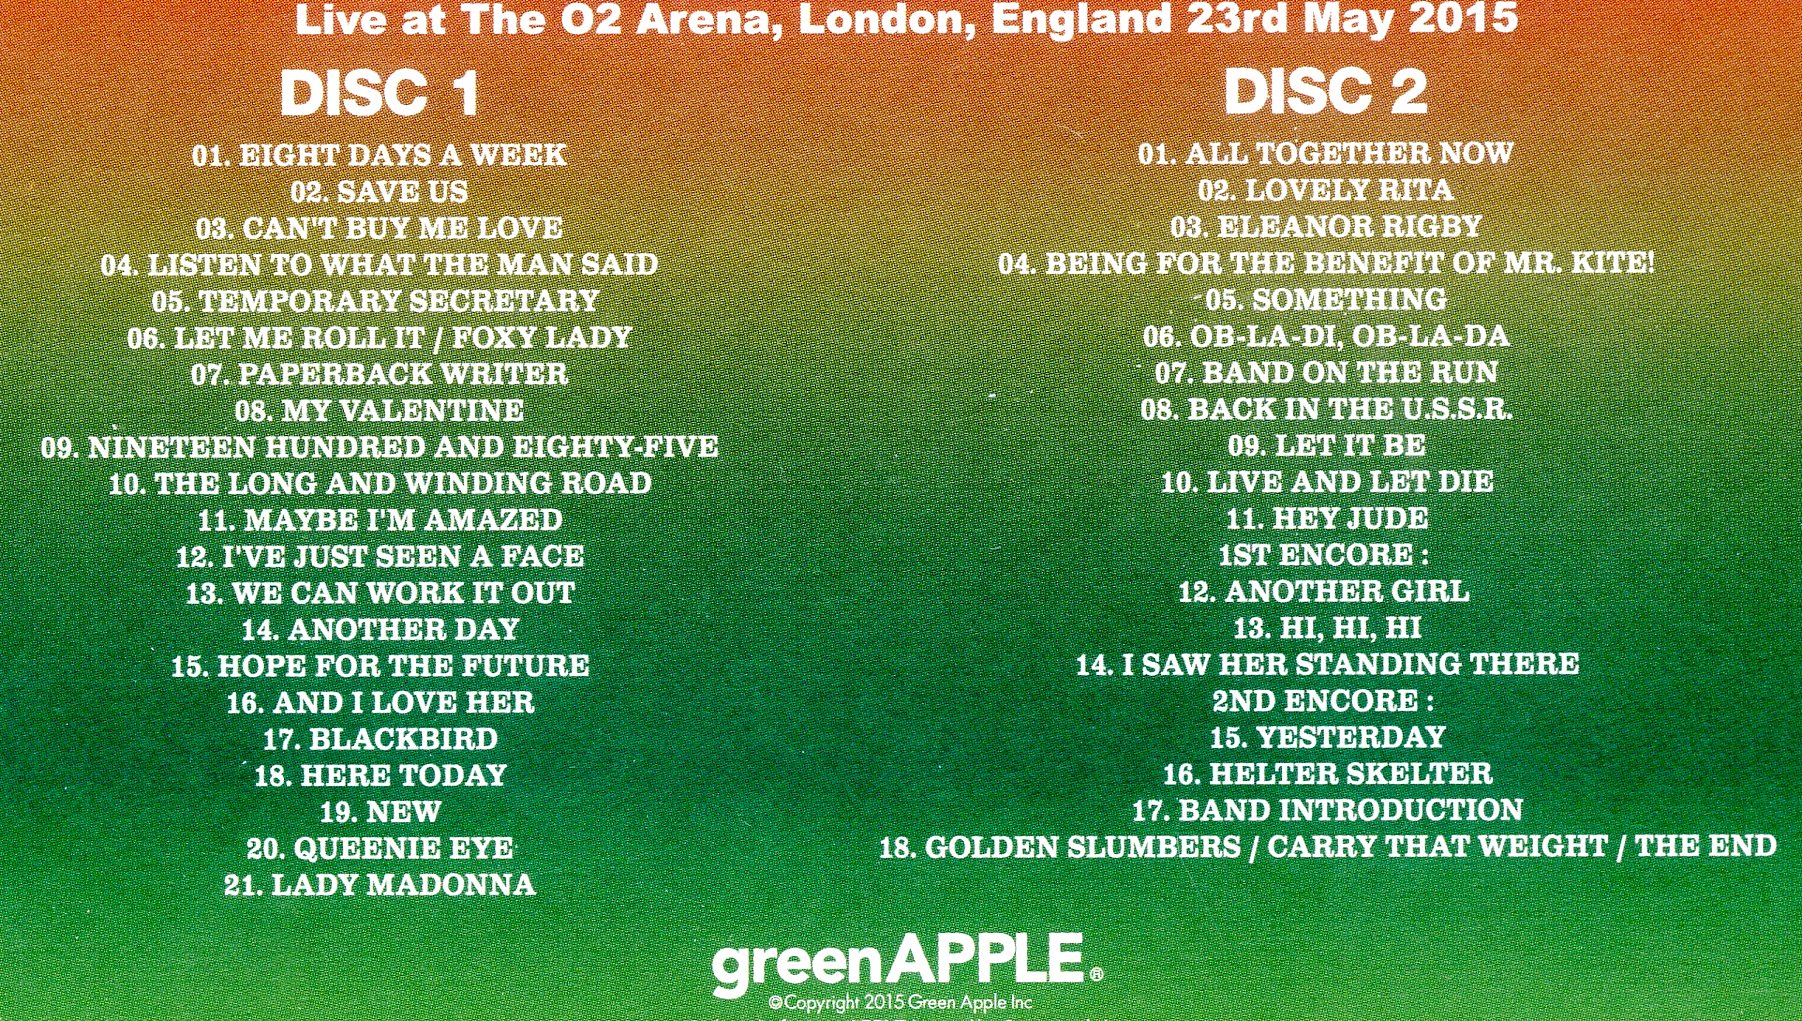 Live at The O2 Arena, London, England 23rd May 2015
DISC 1
01. EIGHT DAYS A WEEK
02. SAVE US
03. CAN'T BUY ME LOVE
04. LISTEN TO WHAT THE MAN SAID
05. TEMPORARY SECRETARY
06. LET ME ROLL IT / FOXY LADY
07. PAPERBACK WRITER
08. MY VALENTINE
09. NINETEEN HUNDRED AND EIGHTY-FIVE
10. THE LONG AND WINDING ROAD
11. MAYBE I'M AMAZED
12. I'VE JUST SEEN A FACE
13. WE CAN WORK IT OUT
14. ANOTHER DAY
15. HOPE FOR THE FUTURE
16. AND I LOVE HER
17. BLACKBIRD
18. HERE TODAY
19. NEW
20. QUEENIE EYE
21. LADY MADONNA
DISC 2
01. ALL TOGETHER NOW
02. LOVELY RITA
03. ELEANOR RIGBY
04. BEING FOR THE BENEFIT OF MR. KITE!
05. SOMETHING
06. OB-LA-DI, OB-LA-DA
07. BAND ON THE RUN
08. BACK IN THE U.S.S.R.
09. LET IT BE
10. LIVE AND LET DIE
11. HEY JUDE
1ST ENCORE :
12. ANOTHER GIRL
13. HI, HI, HI
14. I SAW HER STANDING THERE
2ND ENCORE :
15. YESTERDAY
16. HELTER SKELTER
17. BAND INTRODUCTION
18. GOLDEN SLUMBERS / CARRY THAT WEIGHT / THE END
greenAPPLE®
©Copyright 2015 Green Apple Inc